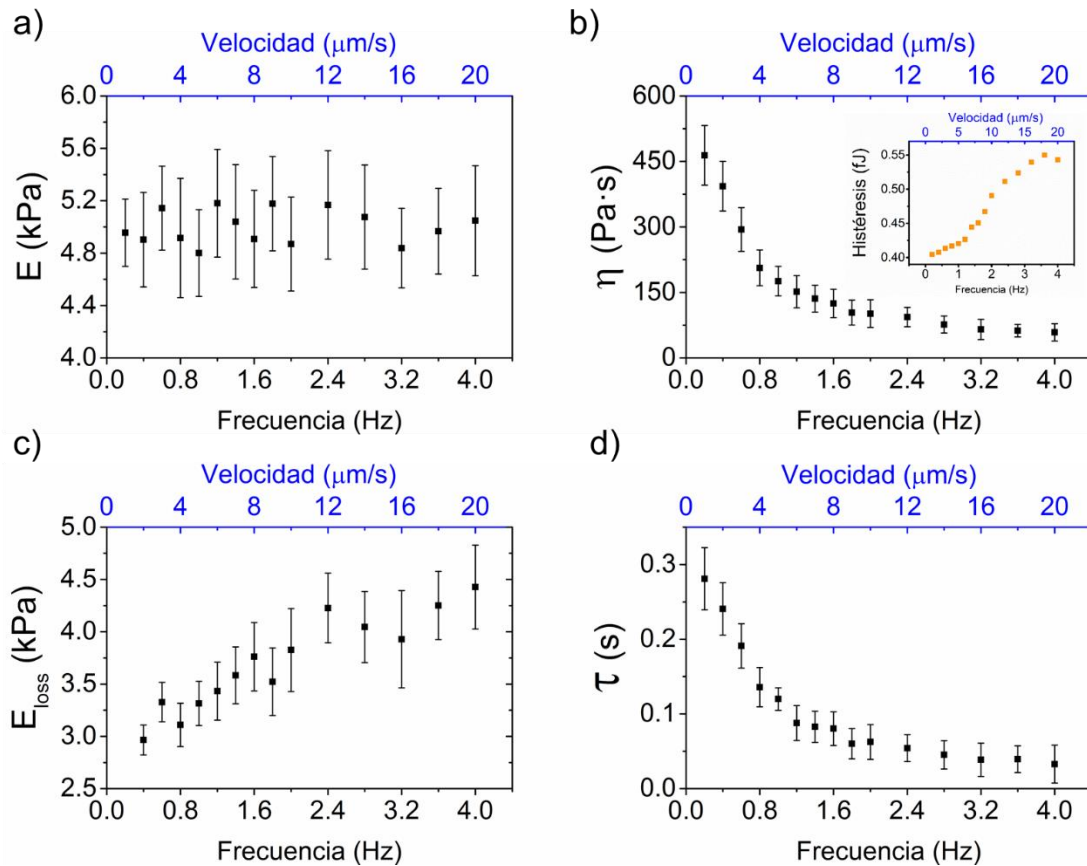 a)
Velocidad (μm/s)
0 4 8 12 16 20
6.0
5.6
5.2
4.8
4.4
4.0
E (kPa)
0.0 0.8 1.6 2.4 3.2 4.0
Frecuencia (Hz)
b)
Velocidad (μm/s)
0 4 8 12 16 20
600
450
300
150
0
η (Pa·s)
Velocidad (μm/s)
0 5 10 15 20
0.55
0.50
0.45
0.40
Histéresis (fJ)
0 1 2 3 4
Frecuencia (Hz)
0.0 0.8 1.6 2.4 3.2 4.0
Frecuencia (Hz)
c)
Velocidad (μm/s)
0 4 8 12 16 20
5.0
4.5
4.0
3.5
3.0
2.5
E_loss (kPa)
0.0 0.8 1.6 2.4 3.2 4.0
Frecuencia (Hz)
d)
Velocidad (μm/s)
0 4 8 12 16 20
0.3
0.2
0.1
0.0
τ (s)
0.0 0.8 1.6 2.4 3.2 4.0
Frecuencia (Hz)